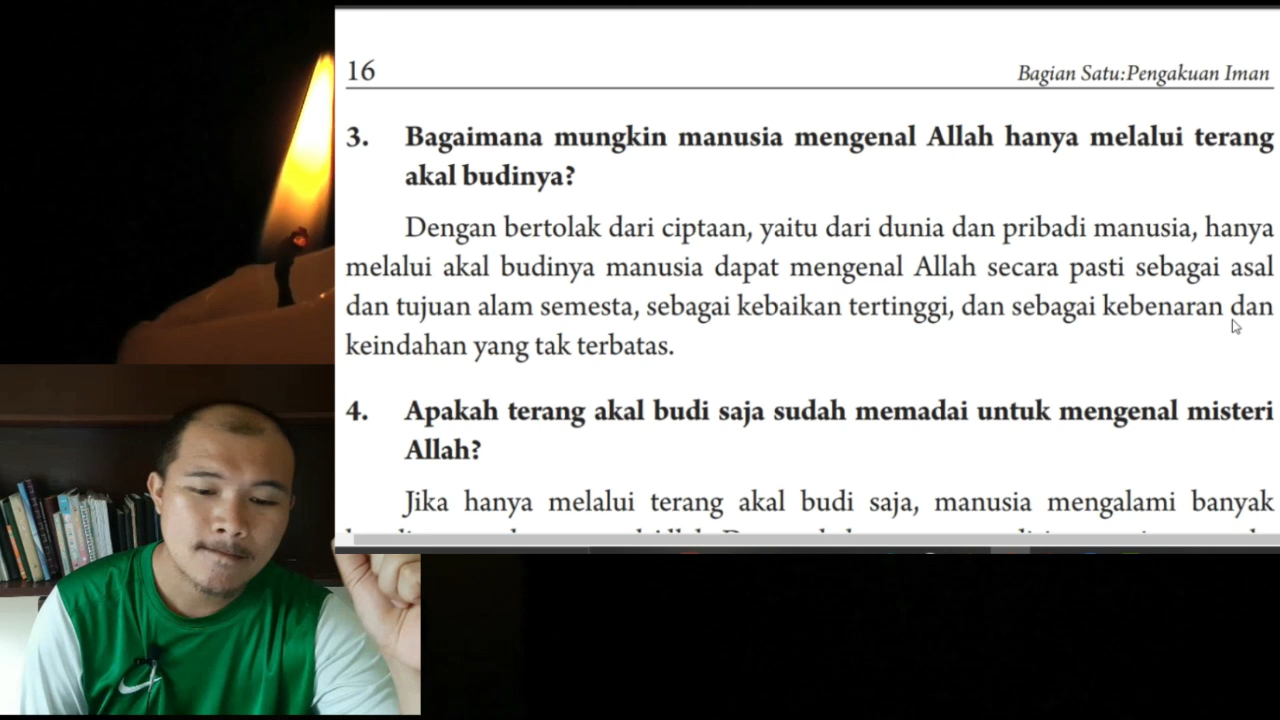 16
Bagian Satu:Pengakuan Iman
3. Bagaimana mungkin manusia mengenal Allah hanya melalui terang
akal budinya?
Dengan bertolak dari ciptaan, yaitu dari dunia dan pribadi manusia, hanya
melalui akal budinya manusia dapat mengenal Allah secara pasti sebagai asal
dan tujuan alam semesta, sebagai kebaikan tertinggi, dan sebagai kebenaran dan
keindahan yang tak terbatas.
4. Apakah terang akal budi saja sudah memadai untuk mengenal misteri
Allah?
Jika hanya melalui terang akal budi saja, manusia mengalami banyak